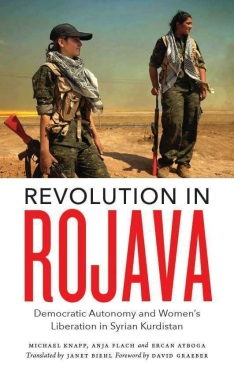 REVOLUTION IN
ROJAVA
Democratic Autonomy and Women's
Liberation in Syrian Kurdistan
MICHAEL KNAPP, ANJA FLACH and ERCAN AYBOGA
Translated by JANET BIEHL Foreword by DAVID GRAEBER